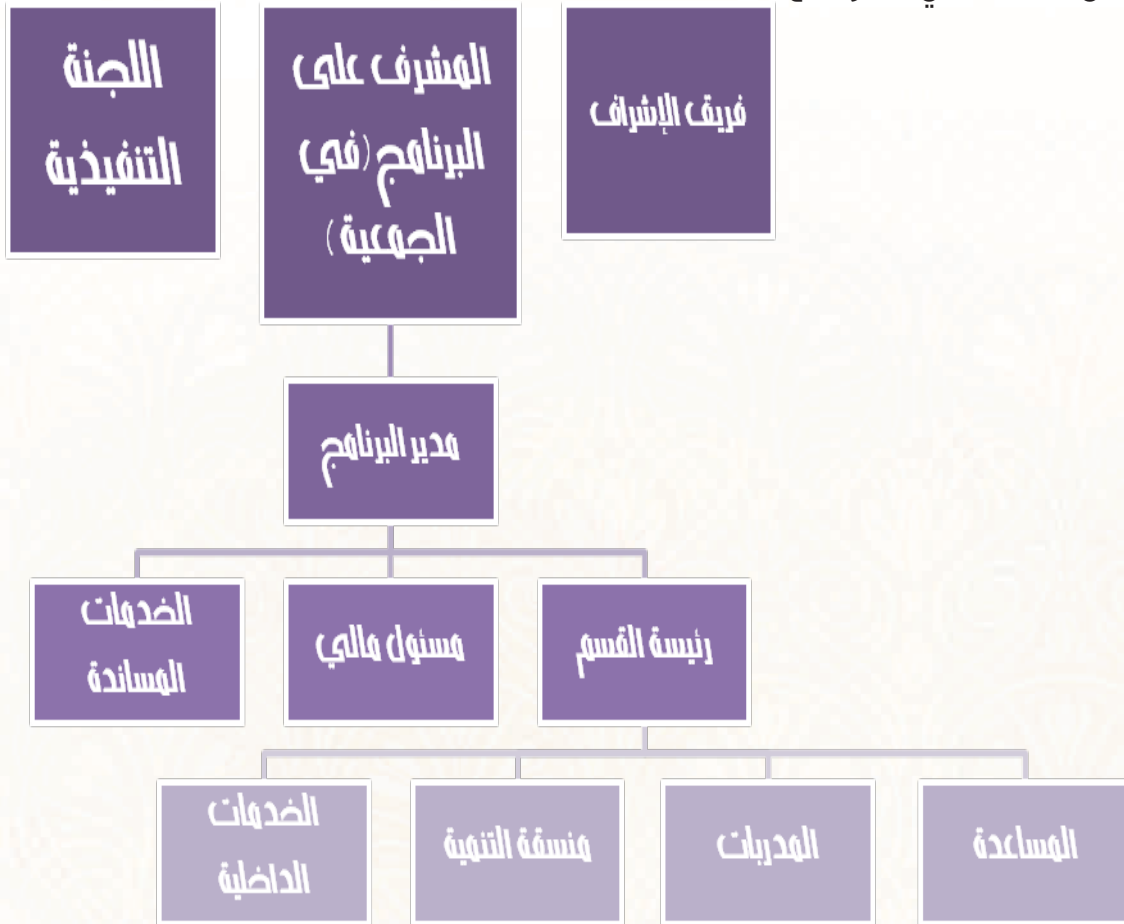 فريق الإشراف
المشرف على
البرنامج (في
الجمعية )
اللجنة
التنفيذية
مدير البرنامج
رئيسة القسم
مسئول مالي
الخدمات
المساندة
المساعدة
المدربات
منسقة التنمية
الخدمات
الداخلية